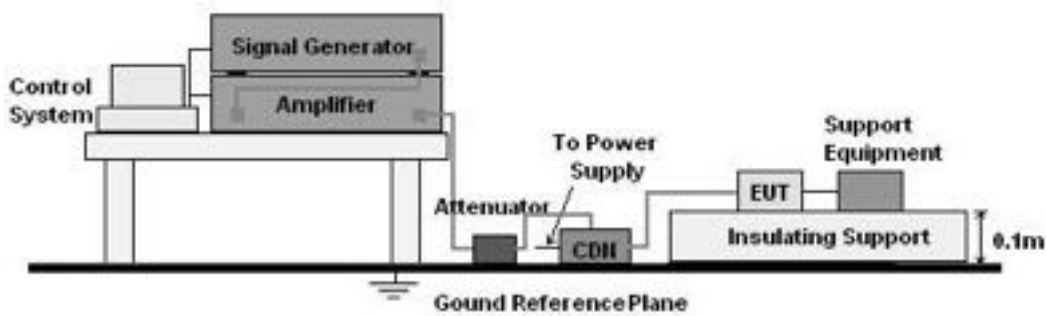 Signal Generator
Control
System
Amplifier
To Power
Supply
Support
Equipment
Attenuator
EUT
CDN
Insulating Support
0.1m
Gound Reference Plane